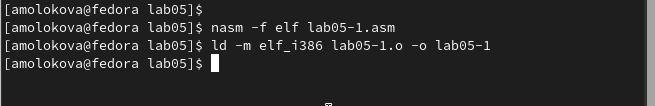 [amolokova@fedora lab05]$
[amolokova@fedora lab05]$ nasm -f elf lab05-1.asm
[amolokova@fedora lab05]$ ld -m elf_i386 lab05-1.o -o lab05-1
[amolokova@fedora lab05]$